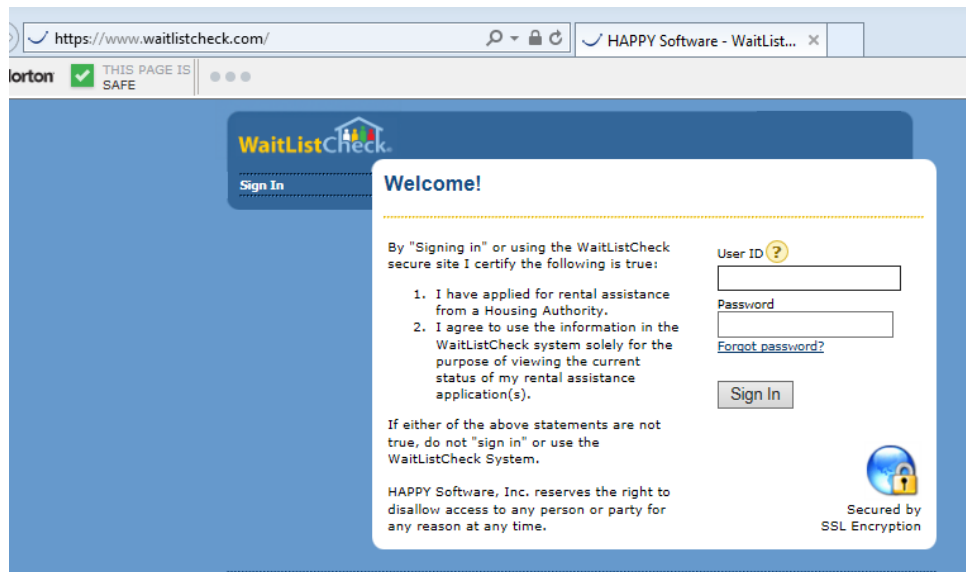 https://www.waitlistcheck.com/
HAPPY Software - WaitList...
lorton THIS PAGE IS SAFE
WaitListCheck
Sign In
Welcome!
By "Signing in" or using the WaitListCheck
secure site I certify the following is true:
1. I have applied for rental assistance
from a Housing Authority.
2. I agree to use the information in the
WaitListCheck system solely for the
purpose of viewing the current
status of my rental assistance
application(s).
If either of the above statements are not
true, do not "sign in" or use the
WaitListCheck System.
HAPPY Software, Inc. reserves the right to
disallow access to any person or party for
any reason at any time.
User ID ?
Password
Forgot password?
Sign In
Secured by
SSL Encryption